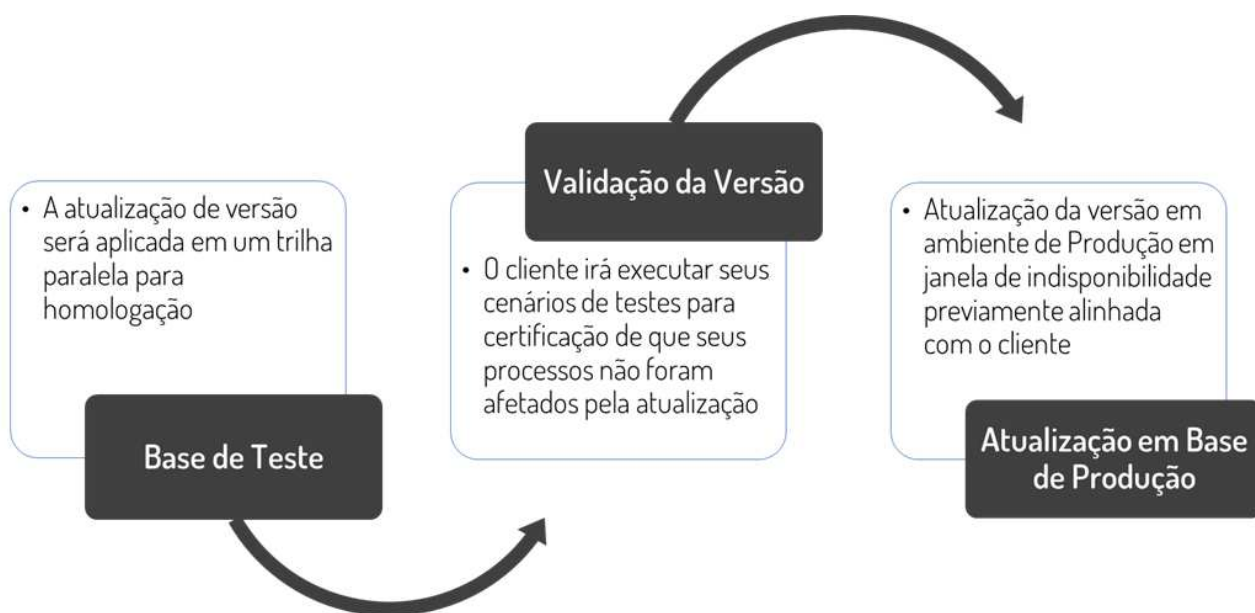 • A atualização de versão
será aplicada em um trilha
paralela para
homologação
Base de Teste
Validação da Versão
• O cliente irá executar seus
cenários de testes para
certificação de que seus
processos não foram
afetados pela atualização
• Atualização da versão em
ambiente de Produção em
janela de indisponibilidade
previamente alinhada
com o cliente
Atualização em Base
de Produção